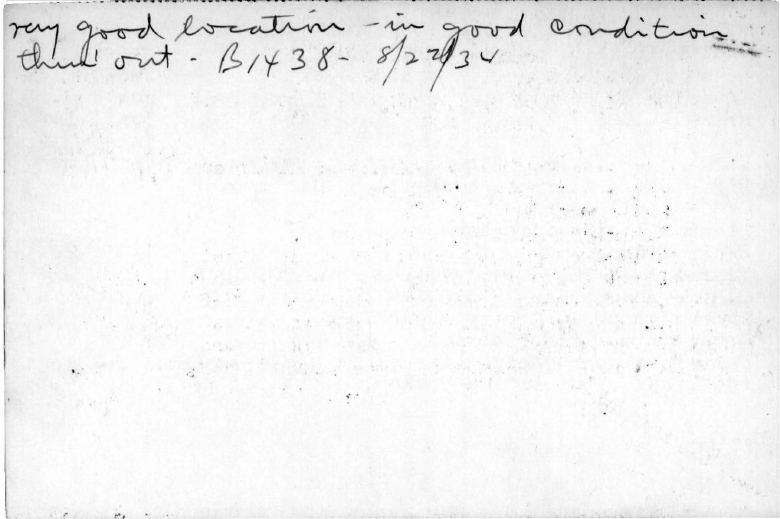 very good location - in good condition
thru' out - B1438 - 8/22/34